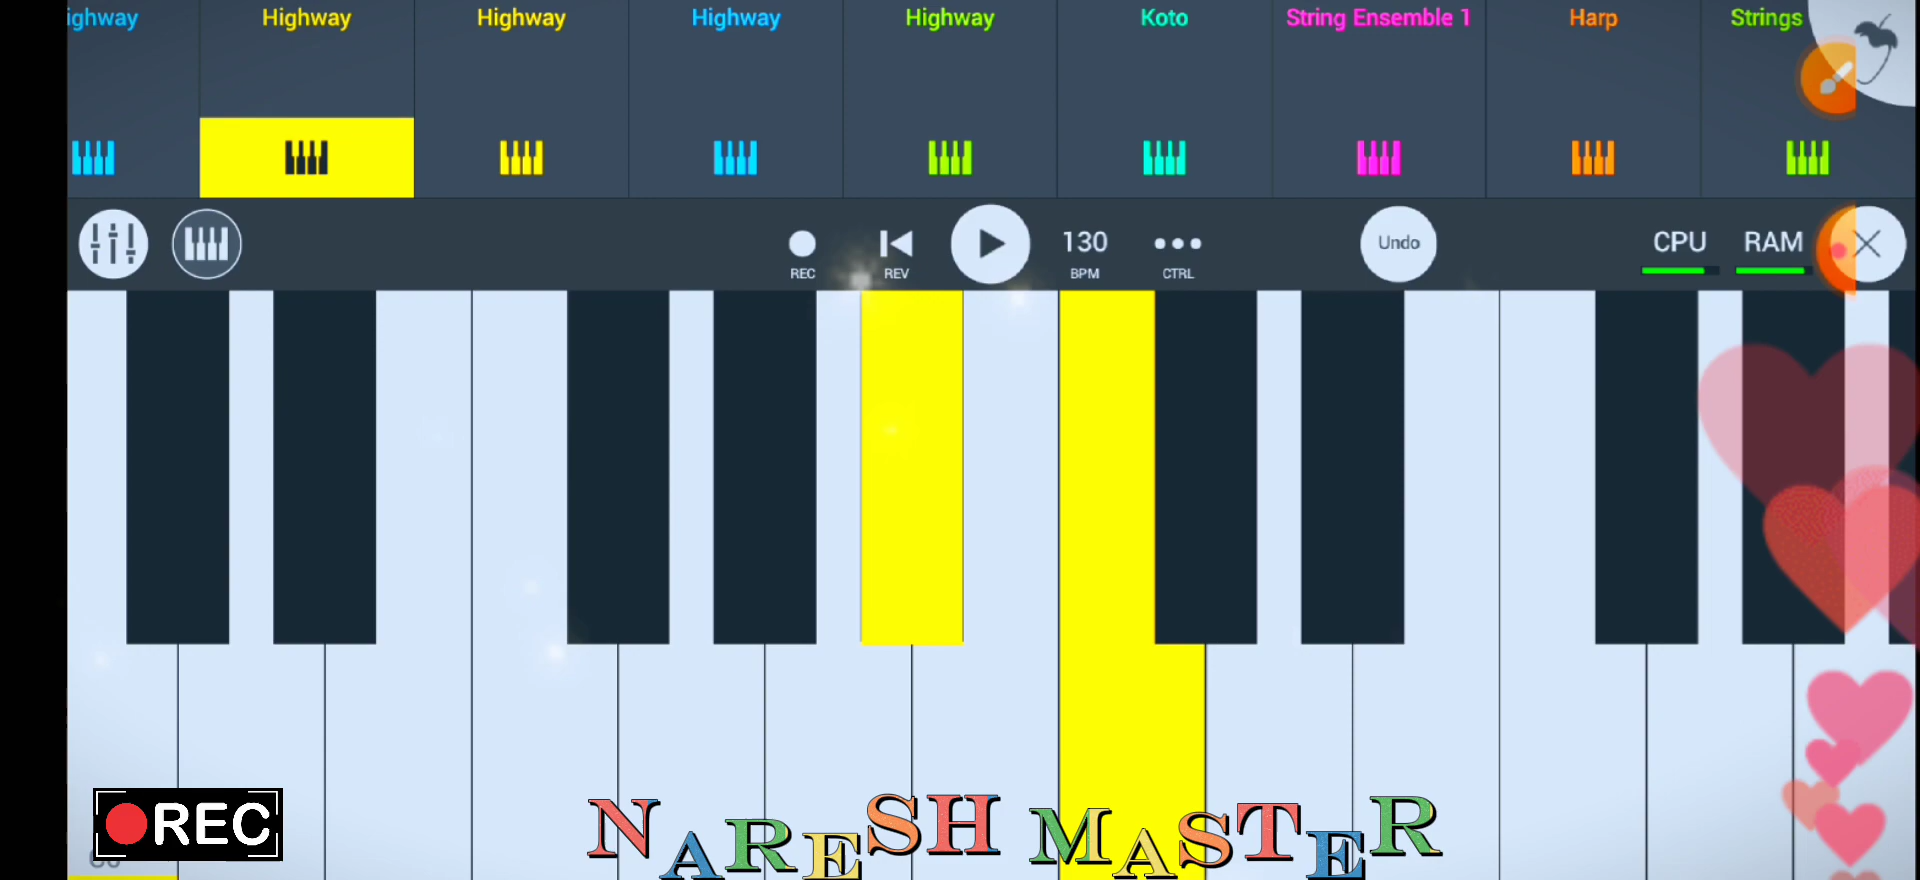 ighway Highway Highway Highway Highway Koto String Ensemble 1 Harp Strings
REC REV 130 BPM CTRL Undo CPU RAM
REC
NARESH MASTER